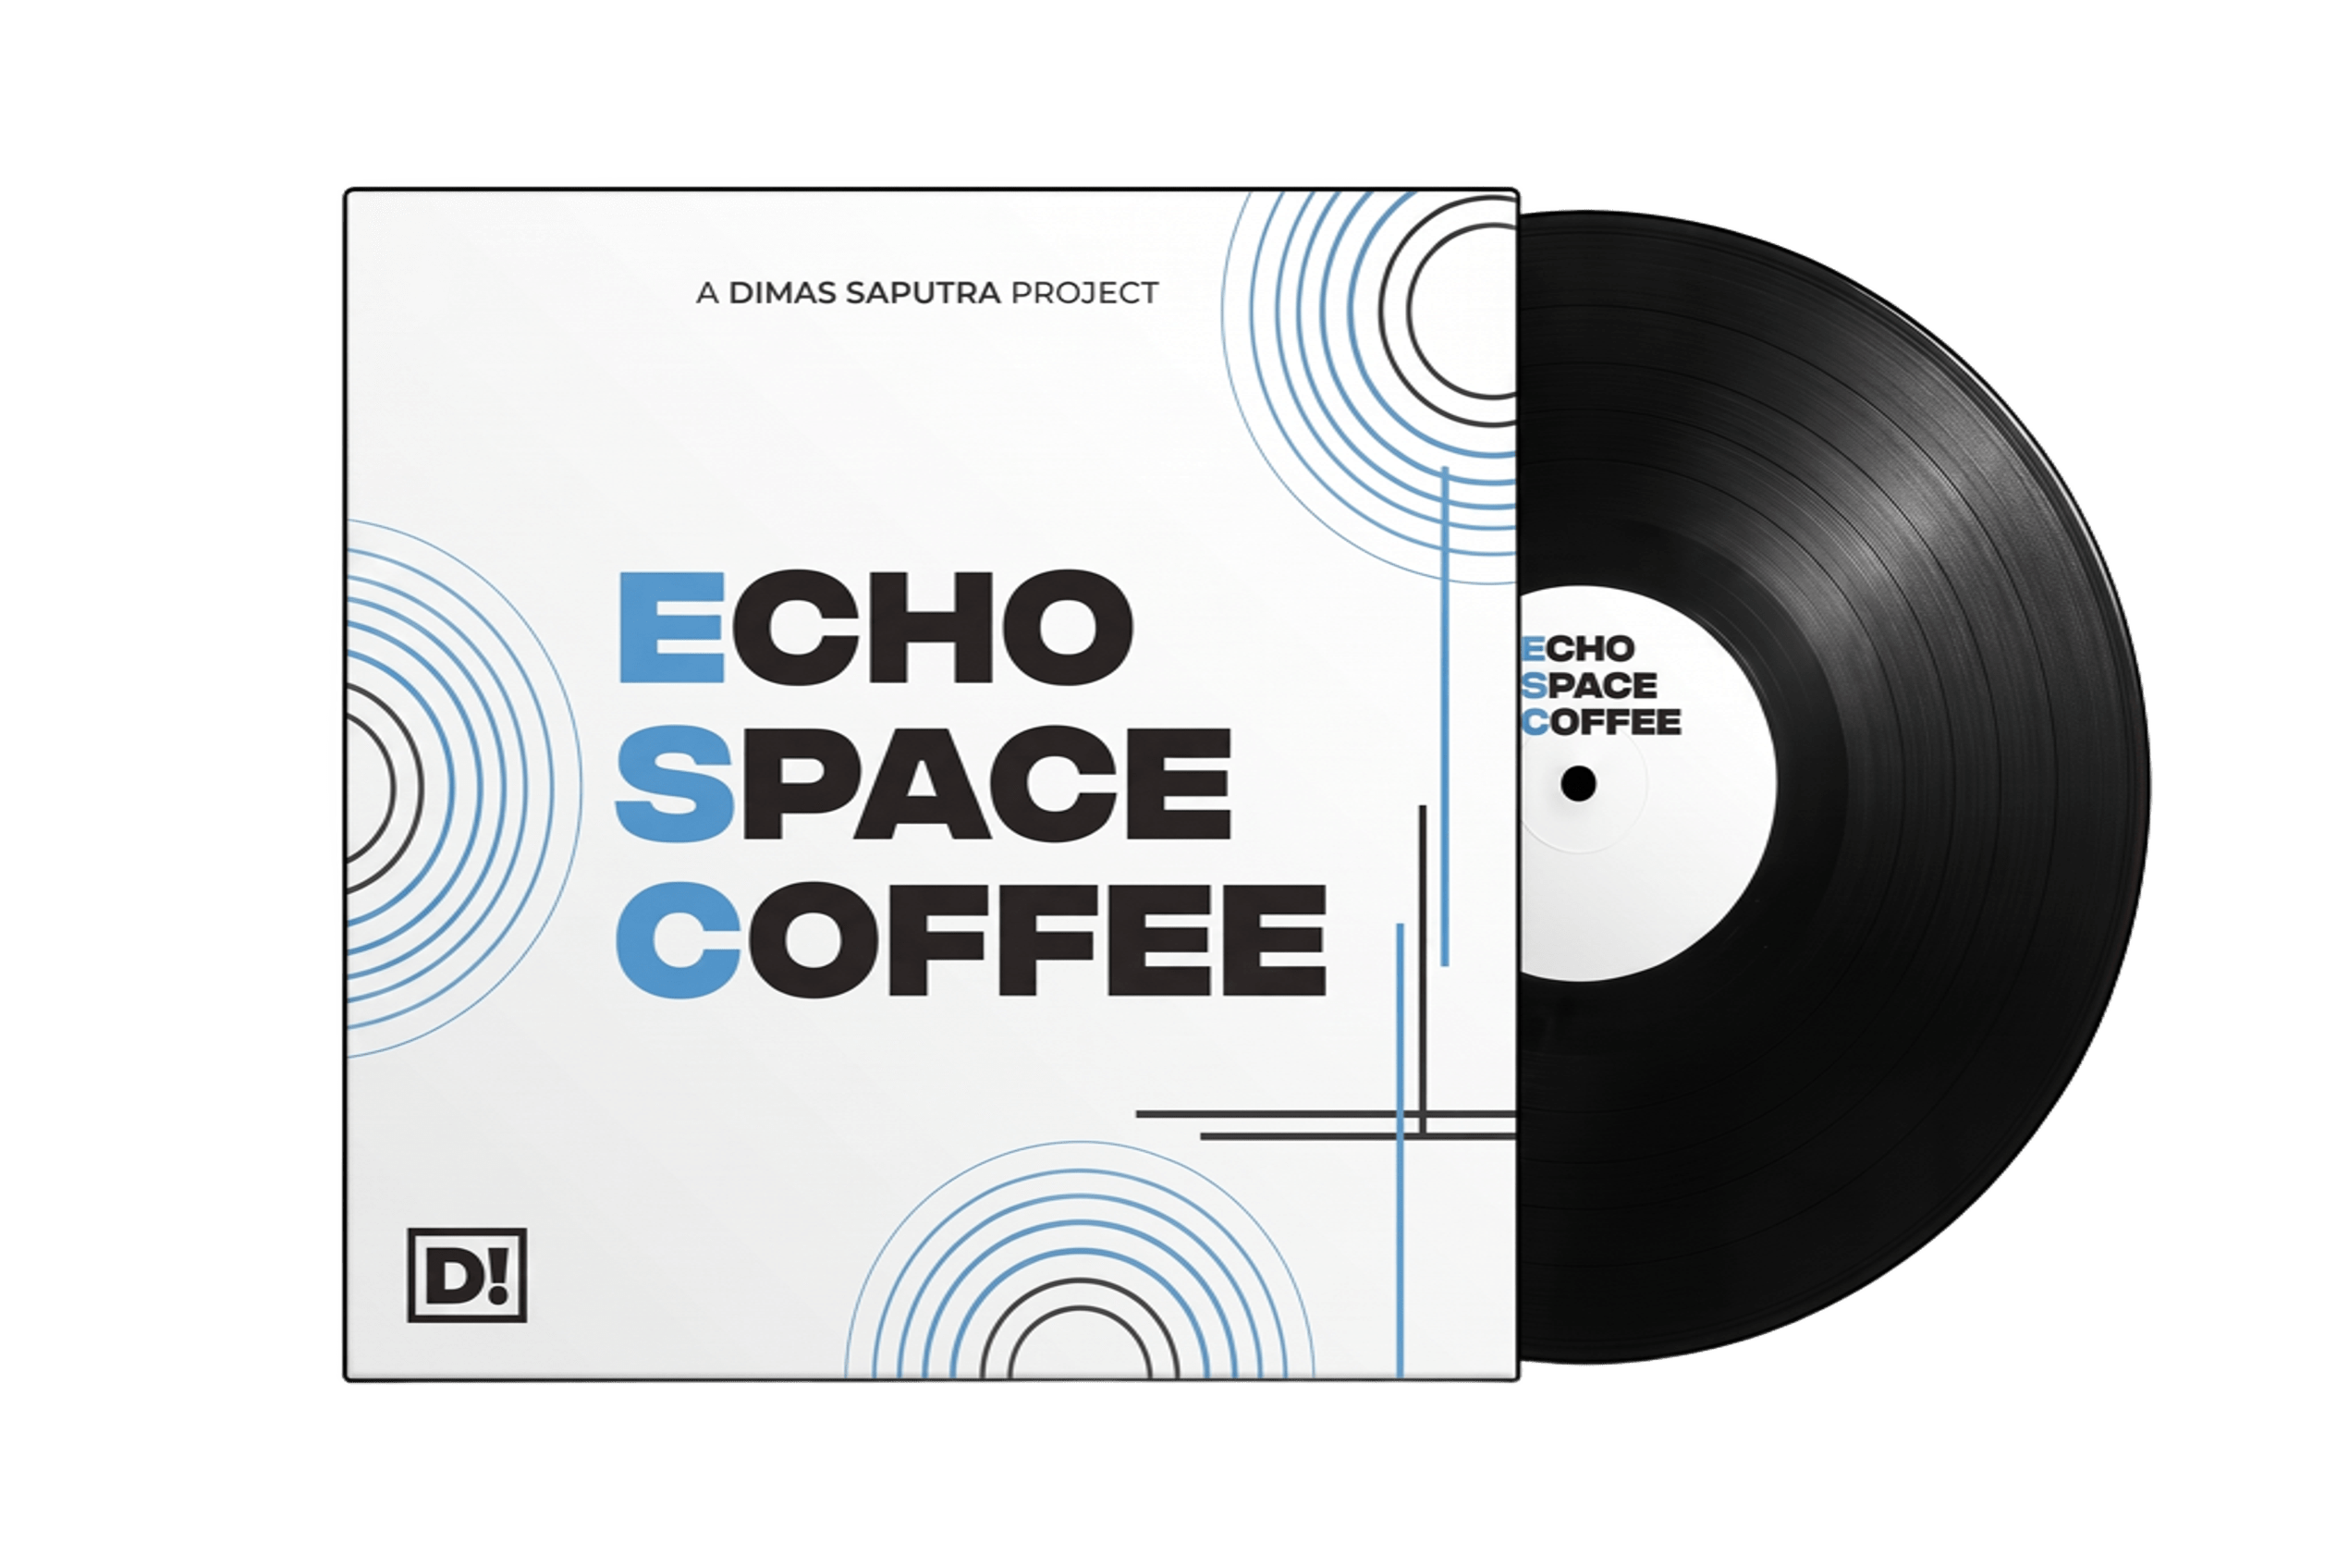 A DIMAS SAPUTRA PROJECT
ECHO
SPACE
COFFEE
D!
ECHO
SPACE
COFFEE